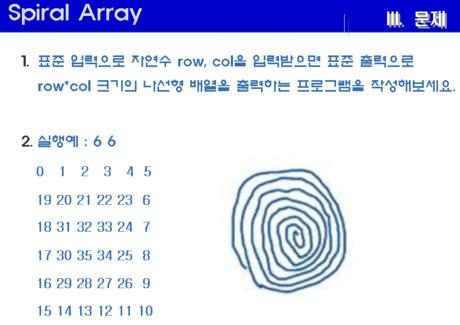 Spiral Array
III. 문제
1. 표준 입력으로 자연수 row, col을 입력받으면 표준 출력으로
row*col 크기의 나선형 배열을 출력하는 프로그램을 작성해보세요.
2. 실행예 : 6 6
0 1 2 3 4 5
19 20 21 22 23 6
18 31 32 33 24 7
17 30 35 34 25 8
16 29 28 27 26 9
15 14 13 12 11 10